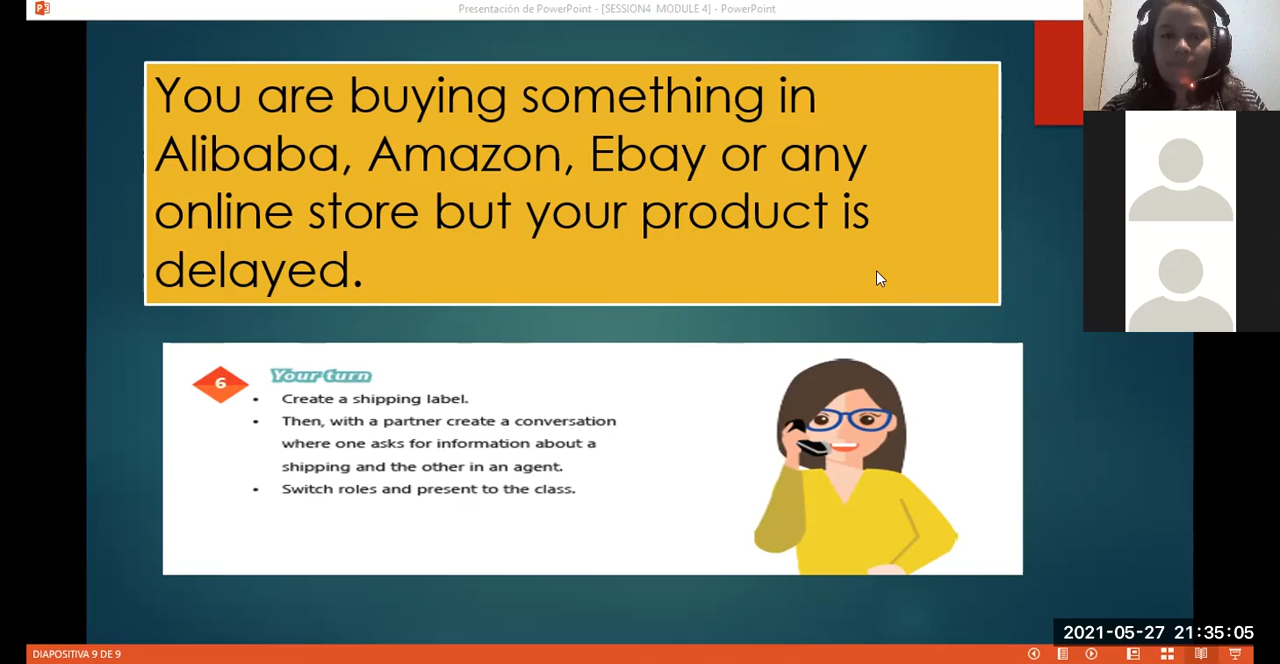 Presentación de PowerPoint - [SESSION4 MODULE 4] - PowerPoint
You are buying something in
Alibaba, Amazon, Ebay or any
online store but your product is
delayed.
6
Your turn
• Create a shipping label.
• Then, with a partner create a conversation
where one asks for information about a
shipping and the other in an agent.
• Switch roles and present to the class.
2021-05-27 21:35:05
DIAPOSITIVA 9 DE 9